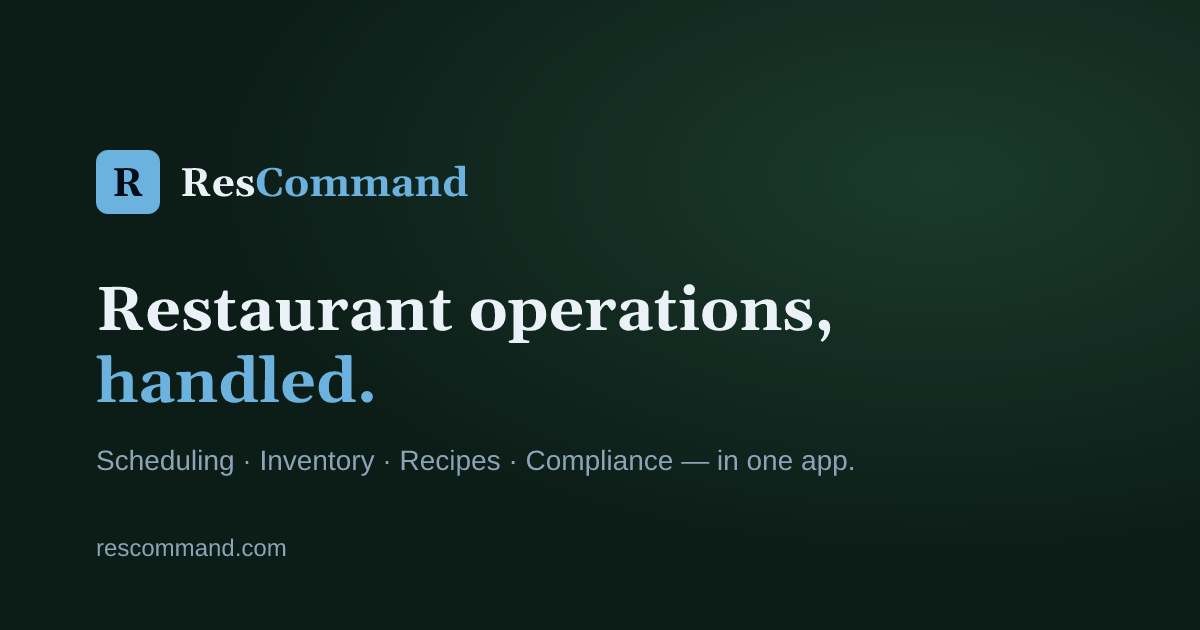 R ResCommand
Restaurant operations,
handled.
Scheduling · Inventory · Recipes · Compliance — in one app.
rescommand.com